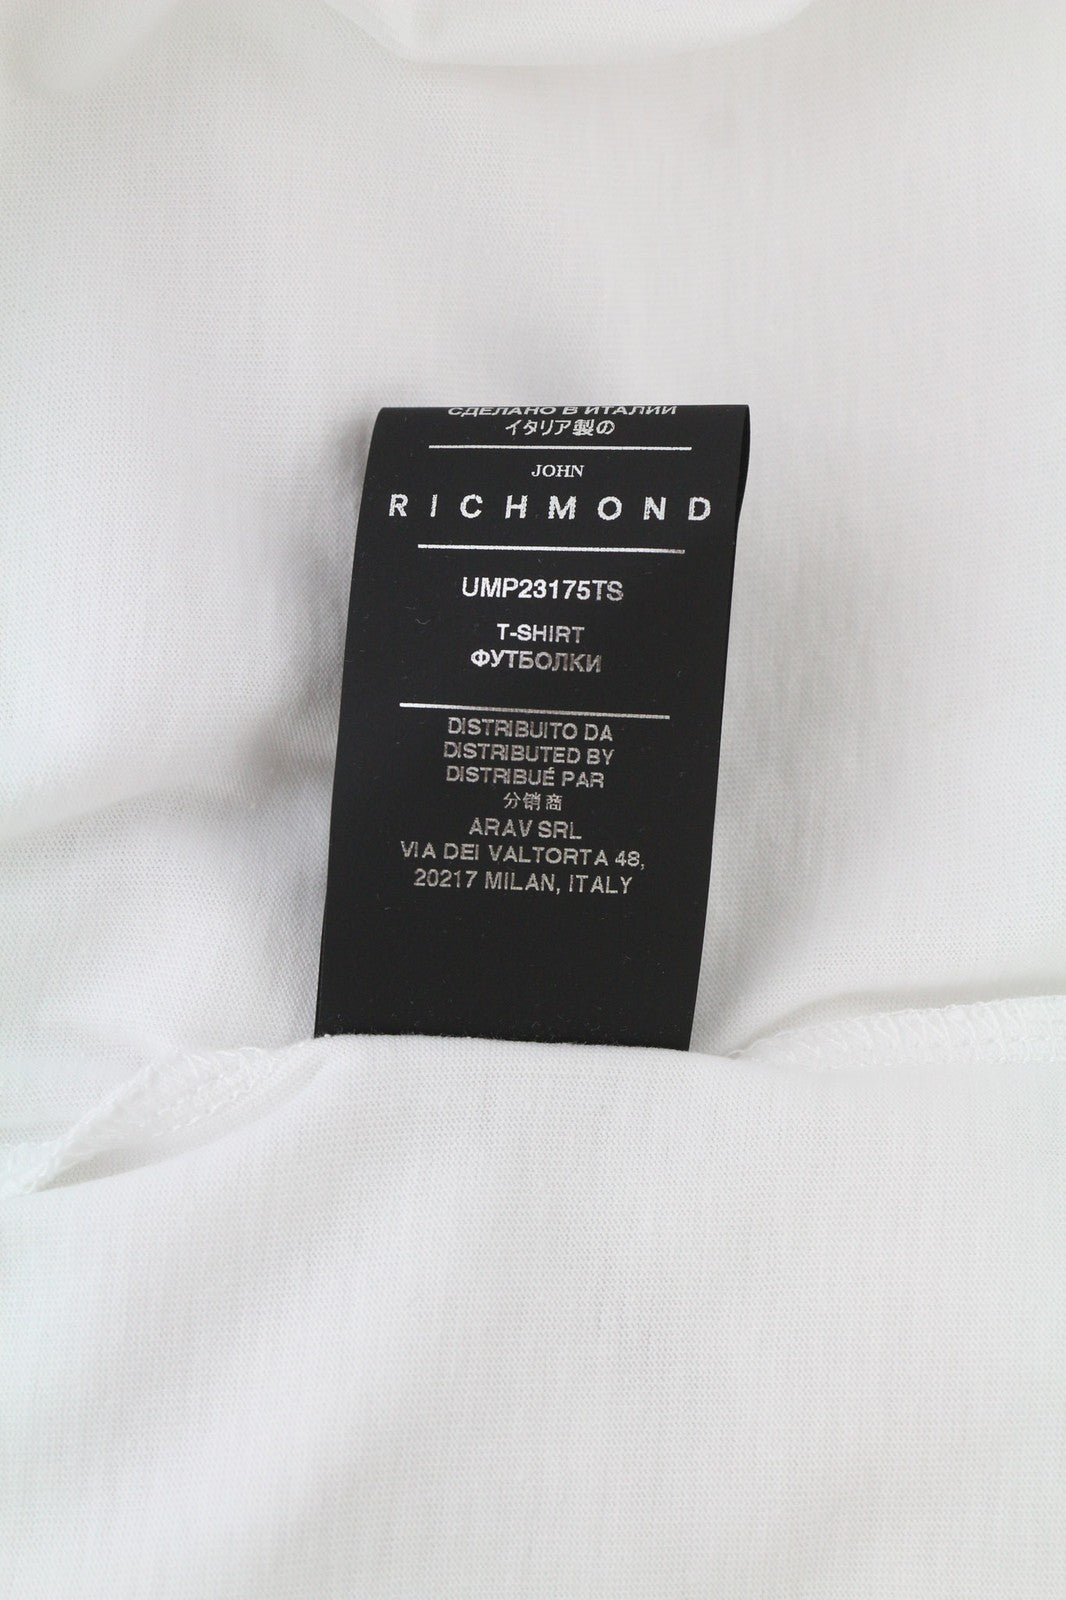 СДЕЛАНО В ИТАЛИИ
イタリア製の
JOHN
RICHMOND
UMP23175TS
T-SHIRT
ФУТБОЛКИ
DISTRIBUITO DA
DISTRIBUTED BY
DISTRIBUÉ PAR
分销商
ARAV SRL
VIA DEI VALTORTA 48,
20217 MILAN, ITALY